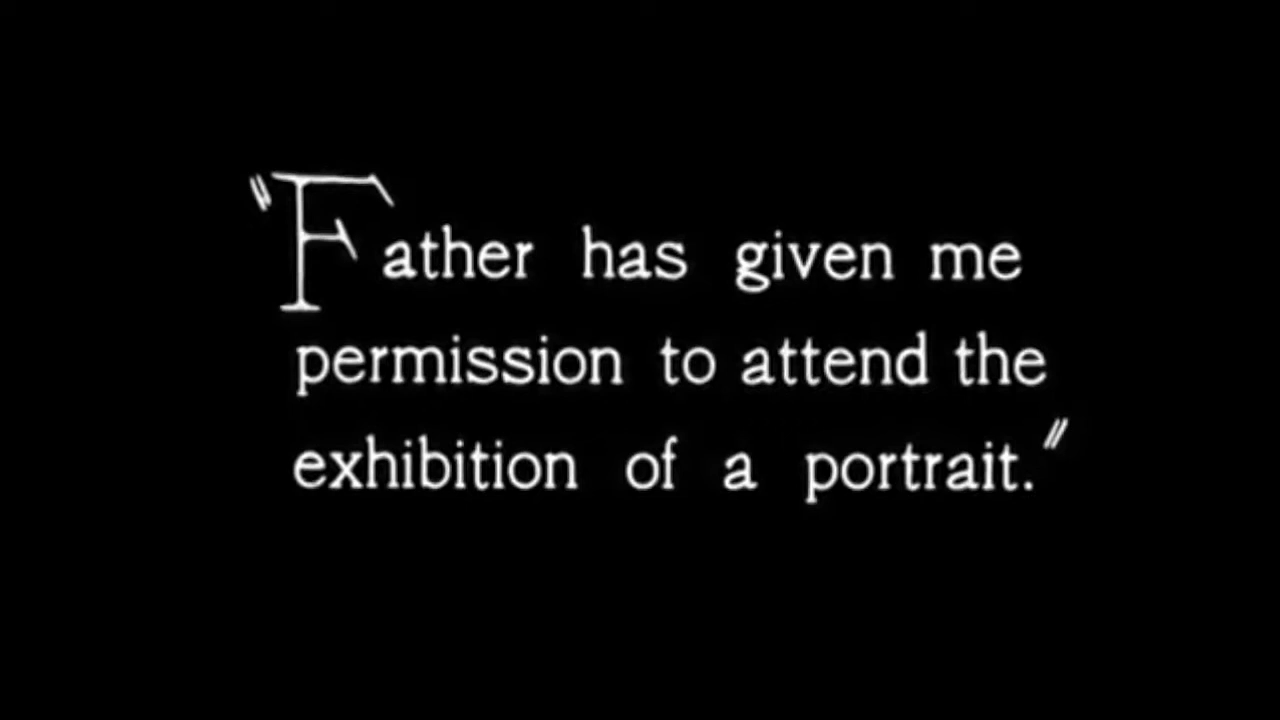 "Father has given me
permission to attend the
exhibition of a portrait."